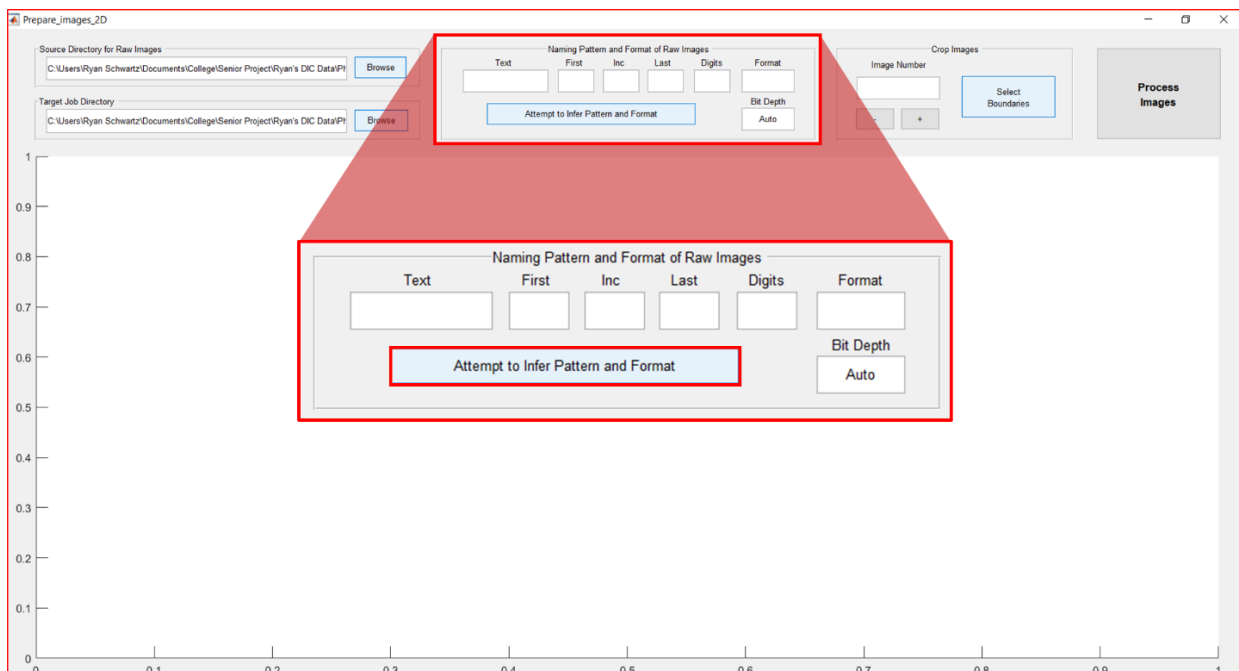 Prepare_images_2D
Source Directory for Raw Images
C:\Users\Ryan Schwartz\Documents\College\Senior Project\Ryan's DIC Data\Ph
Browse
Target Job Directory
C:\Users\Ryan Schwartz\Documents\College\Senior Project\Ryan's DIC Data\Ph
Browse
Naming Pattern and Format of Raw Images
Text First Inc Last Digits Format
Attempt to Infer Pattern and Format
Bit Depth
Auto
Crop Images
Image Number
- +
Select
Boundaries
Process
Images
Naming Pattern and Format of Raw Images
Text First Inc Last Digits Format
Attempt to Infer Pattern and Format
Bit Depth
Auto
1
0.9
0.8
0.7
0.6
0.5
0.4
0.3
0.2
0.1
0
0 0.1 0.2 0.3 0.4 0.5 0.6 0.7 0.8 0.9 1